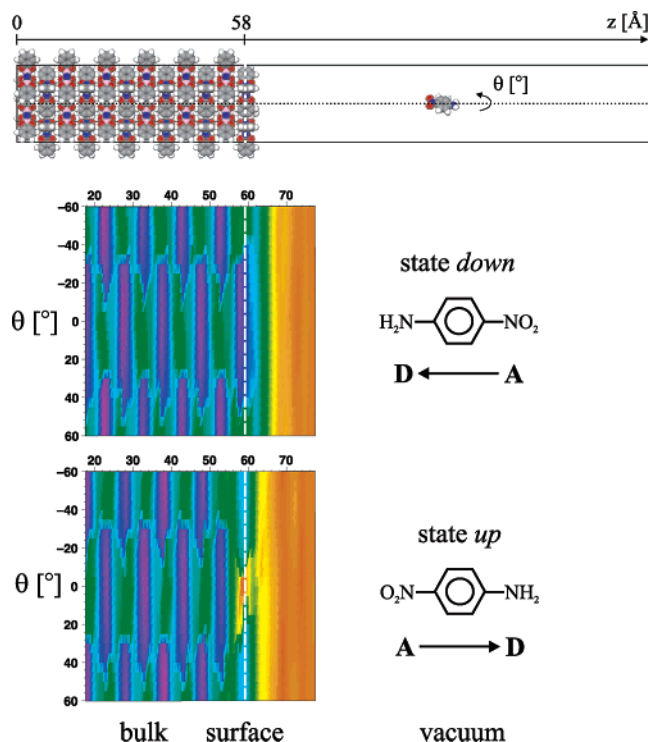 0 58 z [Å]
θ [°]
20 30 40 50 60 70
−60
−40
−20
θ [°] 0
20
40
60
state down
H₂N NO₂
D A
20 30 40 50 60 70
−60
−40
−20
θ [°] 0
20
40
60
state up
O₂N NH₂
A D
bulk surface vacuum